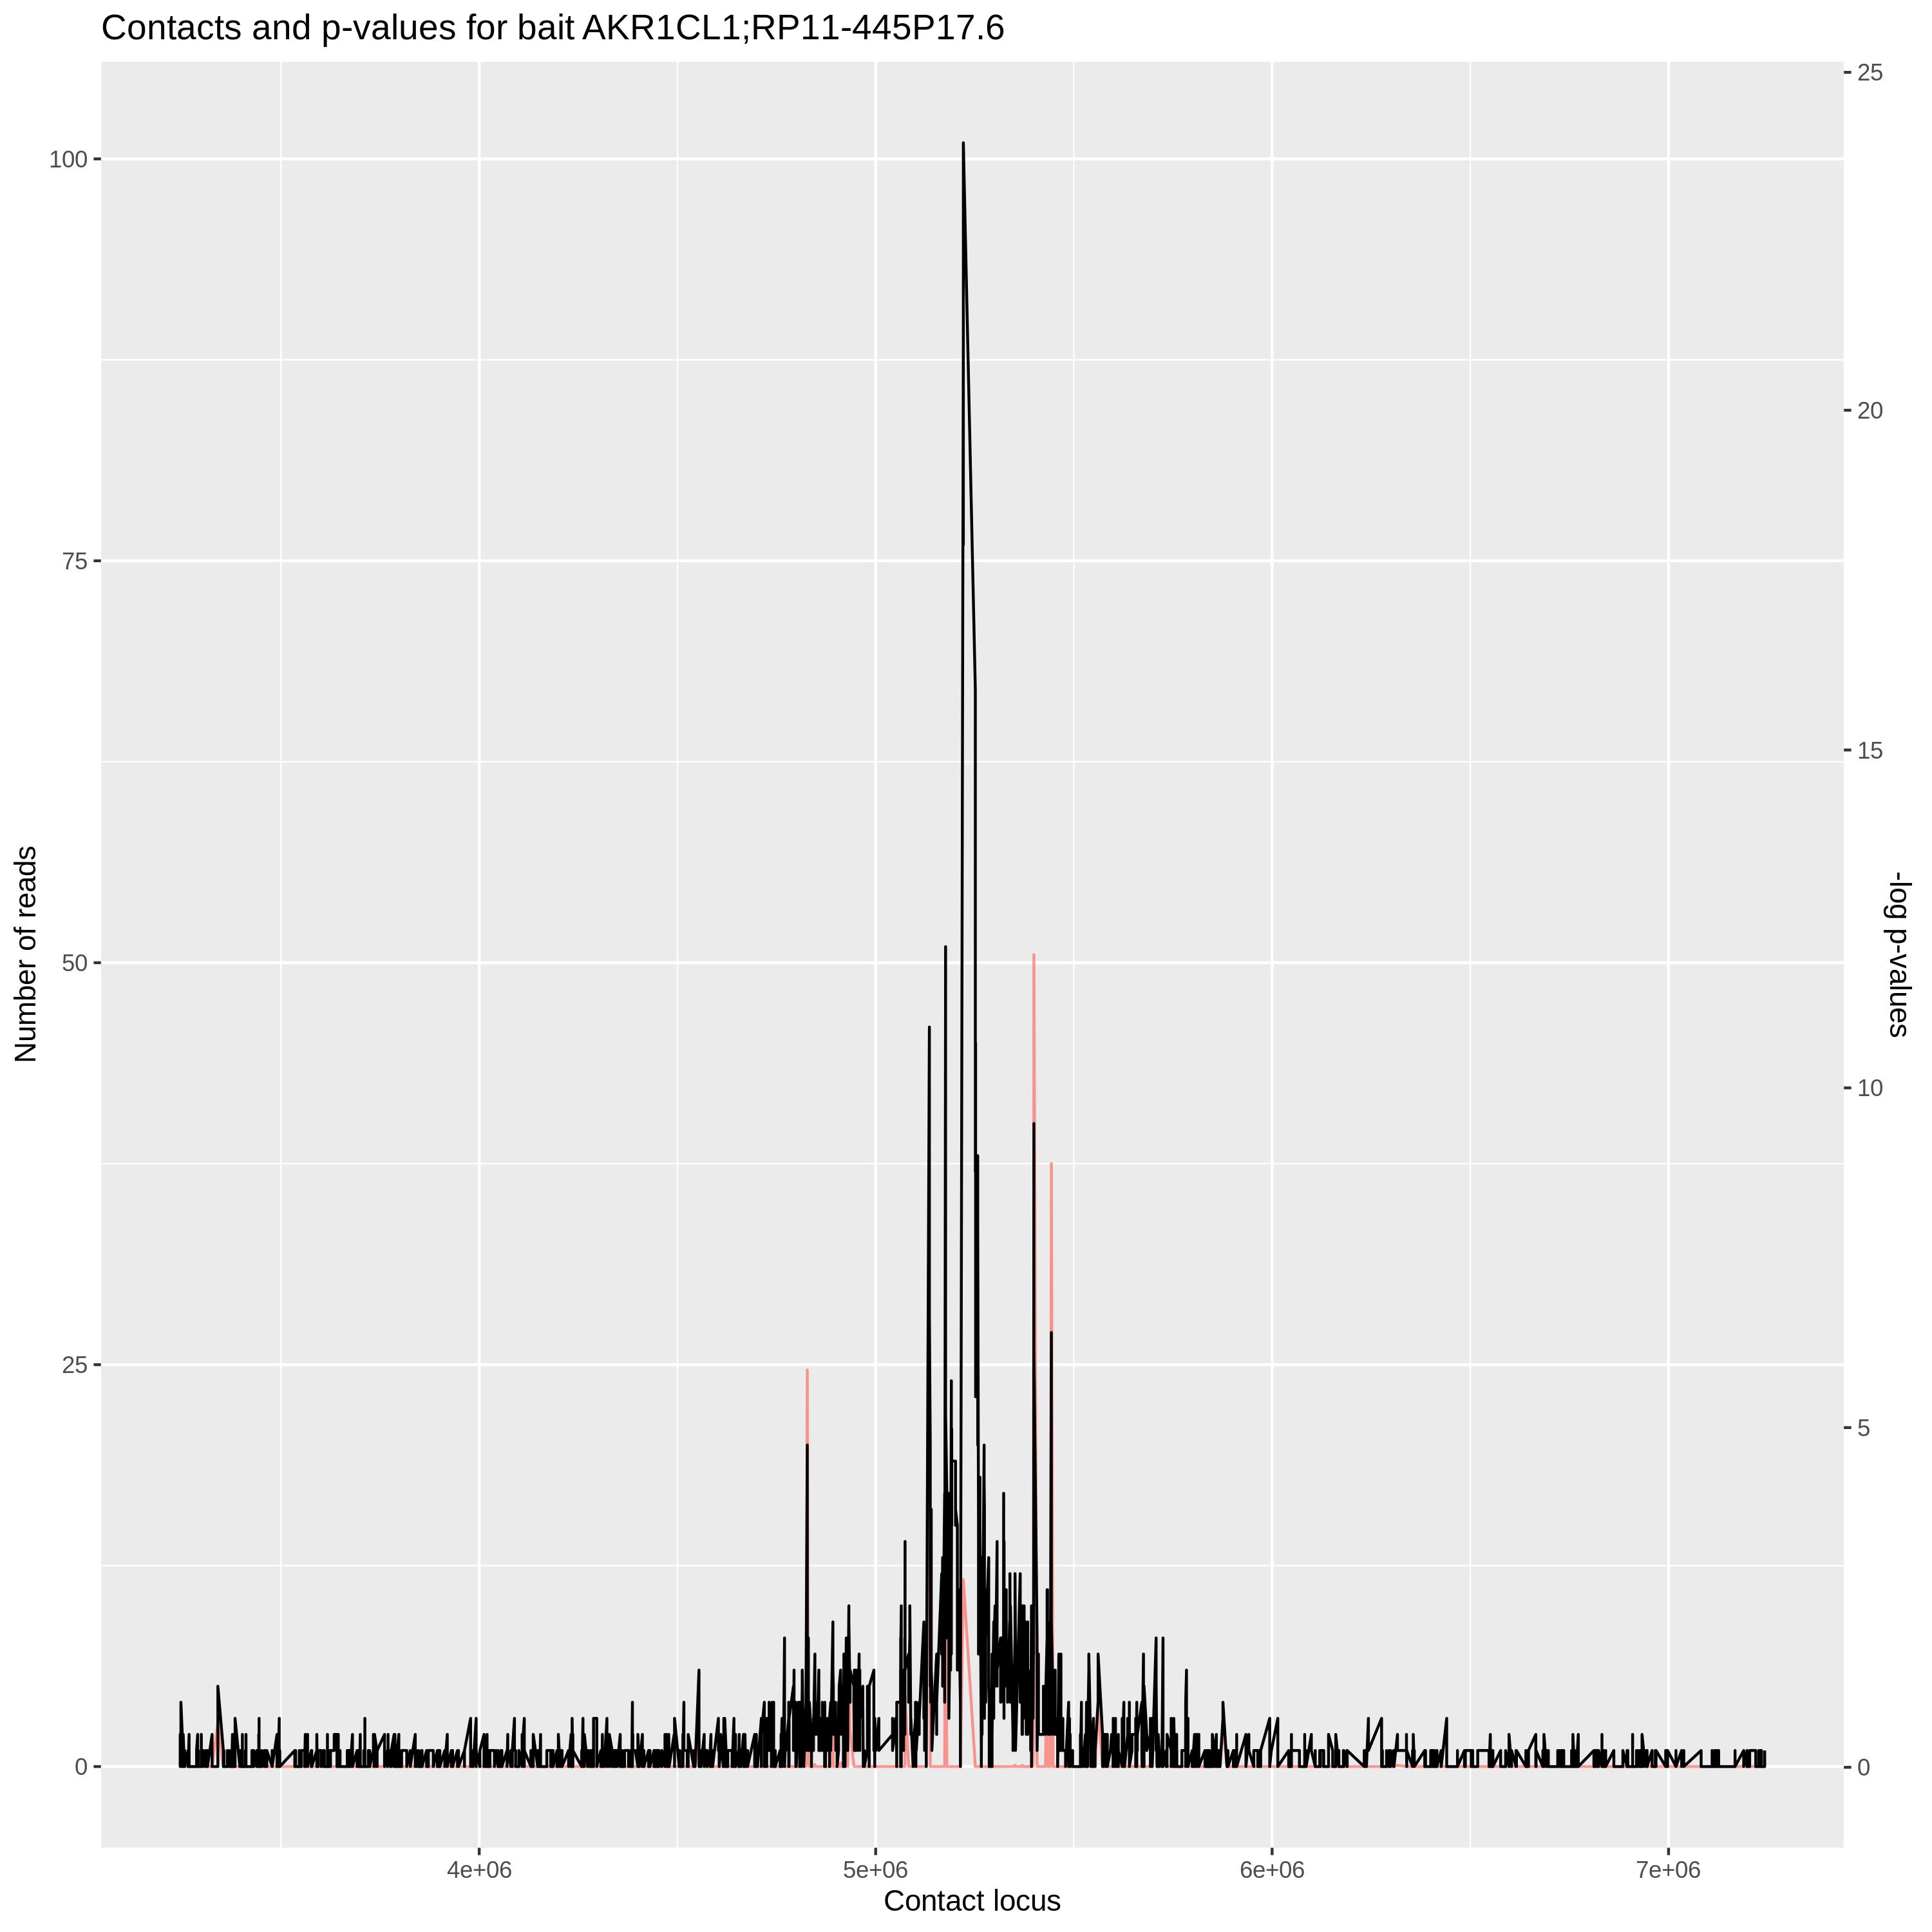 Contacts and p-values for bait AKR1CL1;RP11-445P17.6
Number of reads
100
75
50
25
0
25
20
15
10
5
0
-log p-values
4e+06
5e+06
6e+06
7e+06
Contact locus